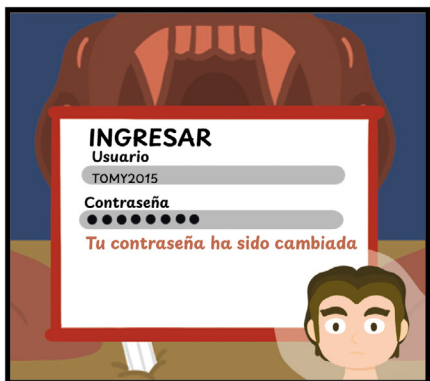 INGRESAR
Usuario
TOMY2015
Contraseña
Tu contraseña ha sido cambiada